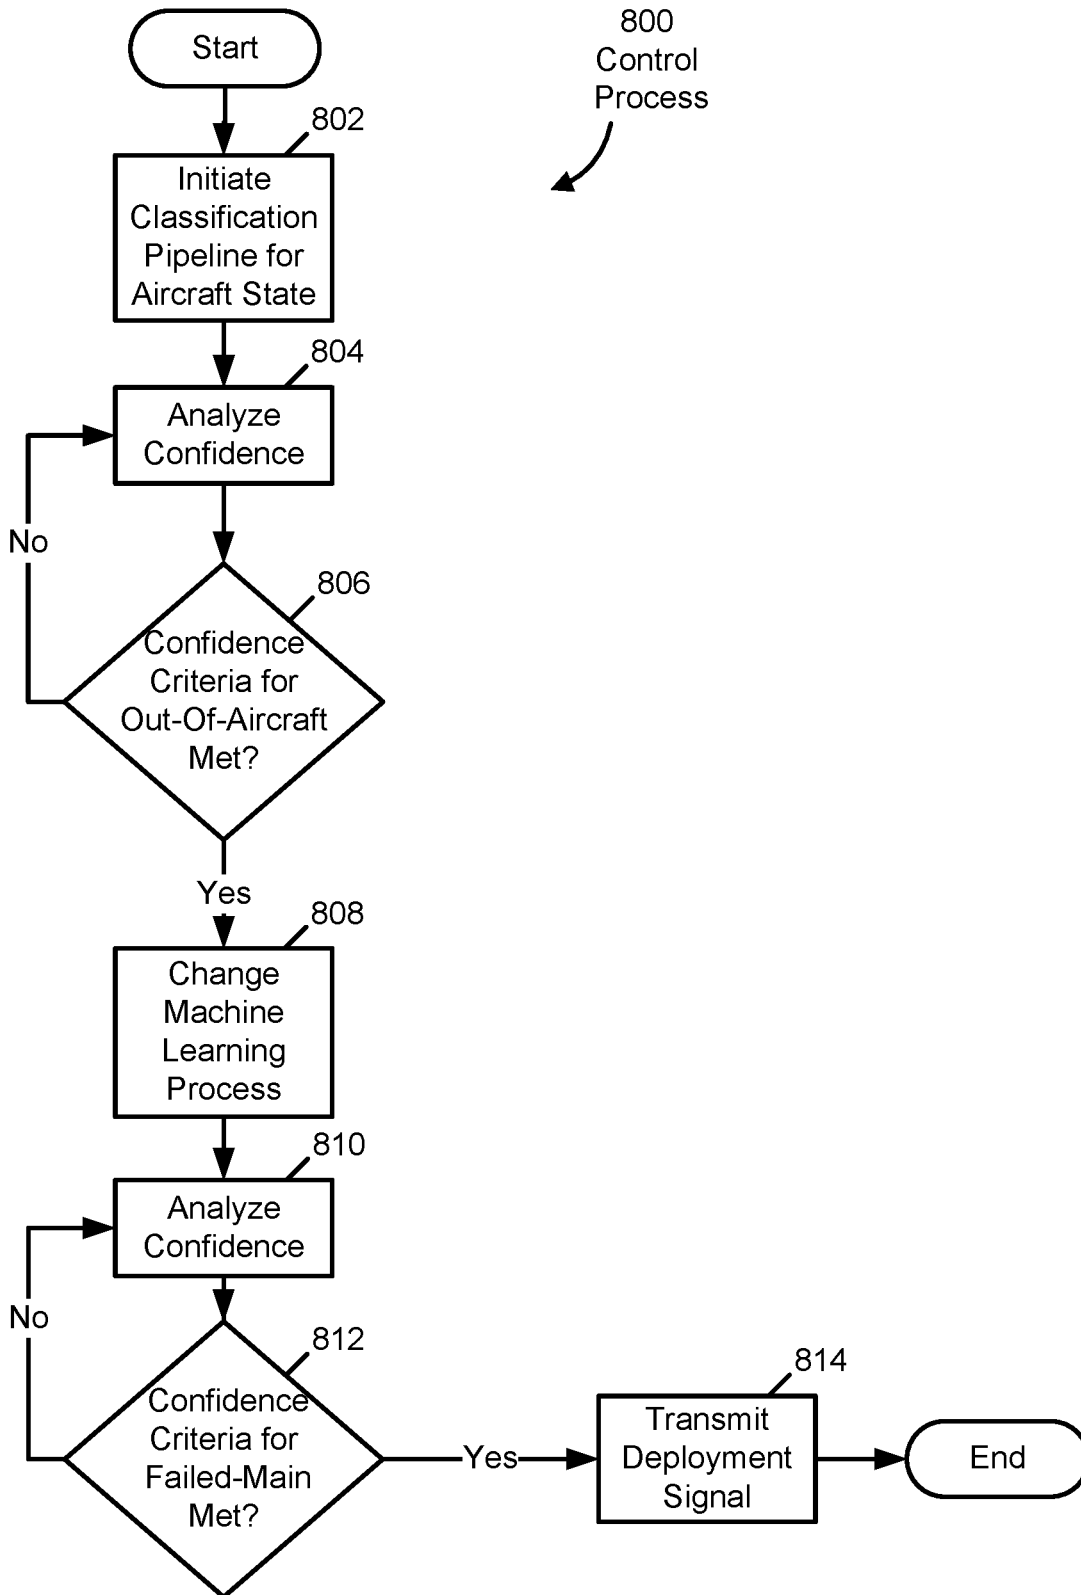 Start
800
Control
Process
802
Initiate
Classification
Pipeline for
Aircraft State
804
Analyze
Confidence
No
806
Confidence
Criteria for
Out-Of-Aircraft
Met?
Yes
808
Change
Machine
Learning
Process
810
Analyze
Confidence
No
812
Confidence
Criteria for
Failed-Main
Met?
Yes
814
Transmit
Deployment
Signal
End